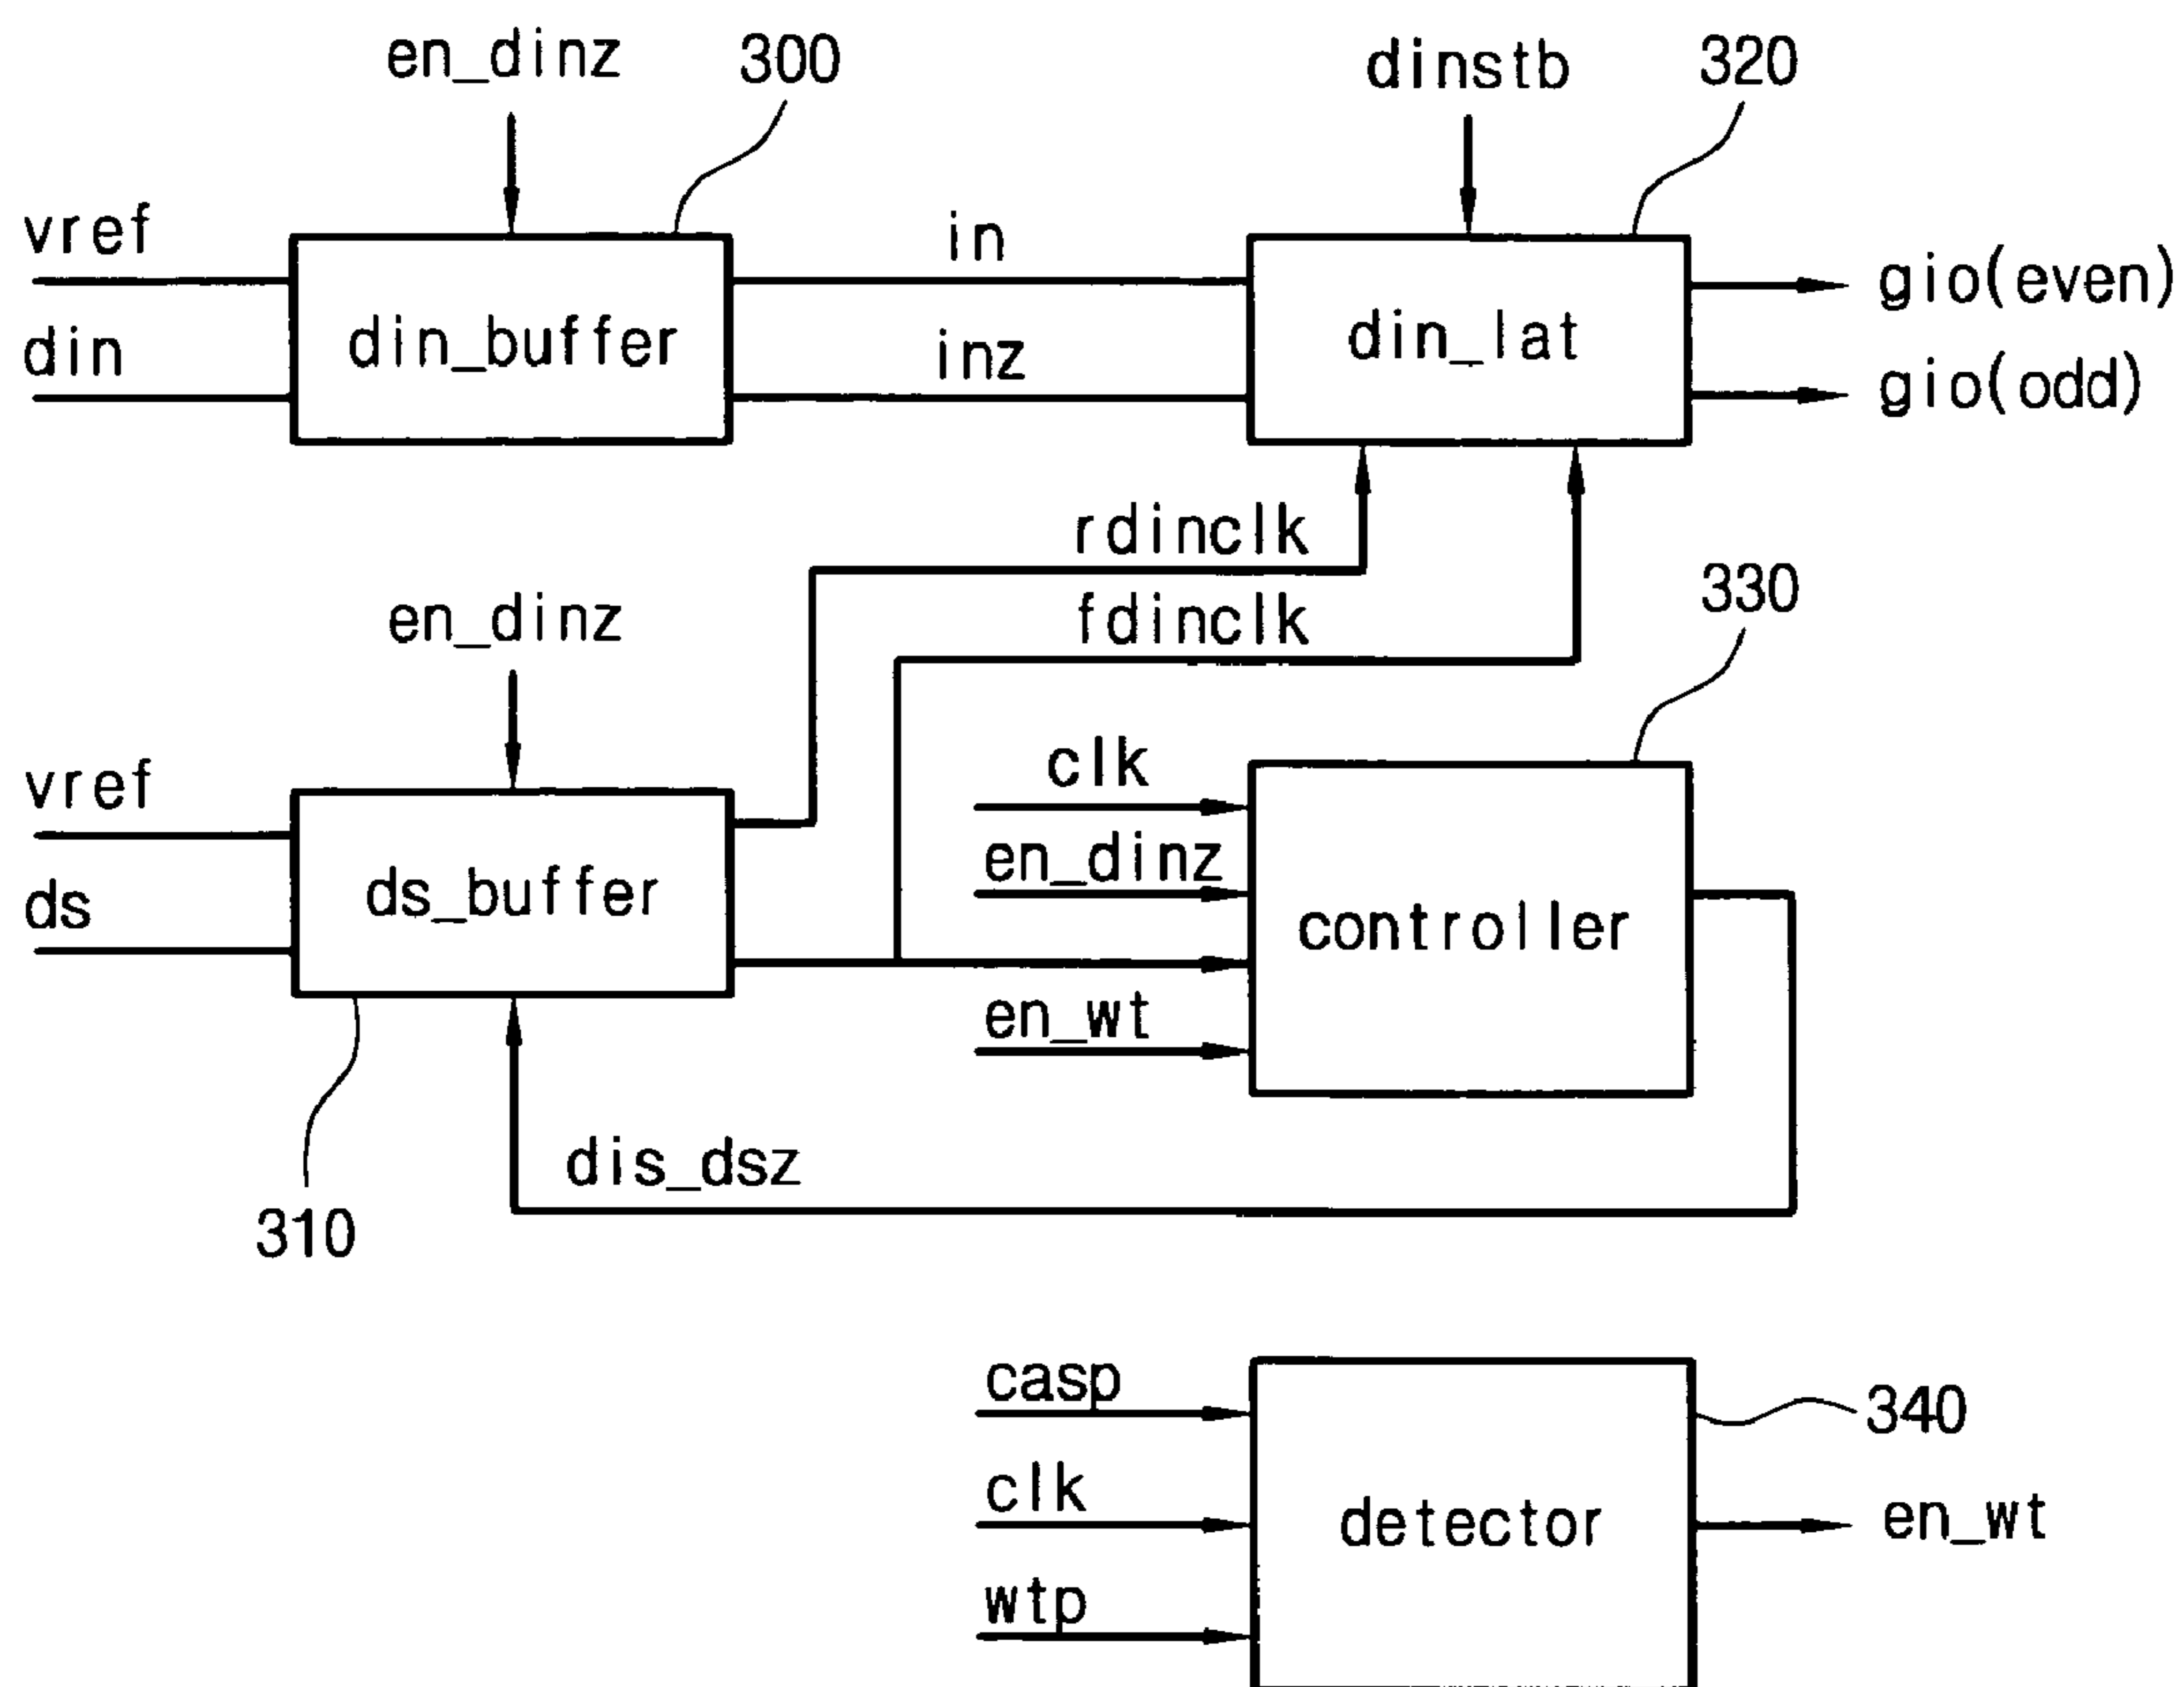 en_dinz
300
dinstb
320
vref
in
gio(even)
din
din_buffer
inz
din_lat
gio(odd)
rdinclk
en_dinz
fdinclk
330
vref
clk
en_dinz
ds
ds_buffer
controller
en_wt
dis_dsz
310
casp
340
clk
detector
en_wt
wtp